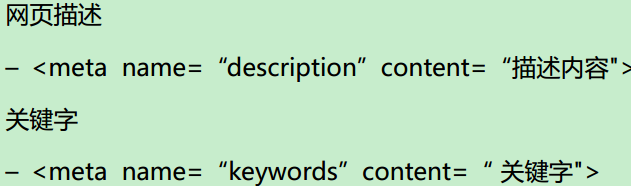 网页描述
– <meta name= “description” content= “描述内容">
关键字
– <meta name= “keywords” content= “ 关键字">